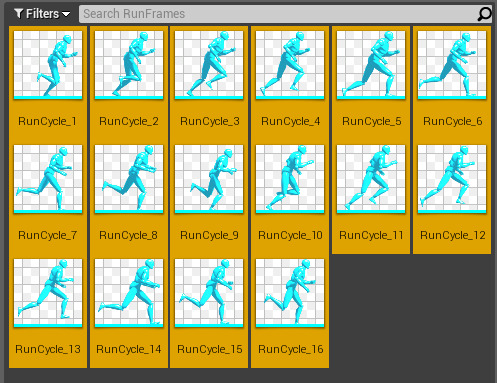 Filters Search RunFrames
RunCycle_1 RunCycle_2 RunCycle_3 RunCycle_4 RunCycle_5 RunCycle_6
RunCycle_7 RunCycle_8 RunCycle_9 RunCycle_10 RunCycle_11 RunCycle_12
RunCycle_13 RunCycle_14 RunCycle_15 RunCycle_16